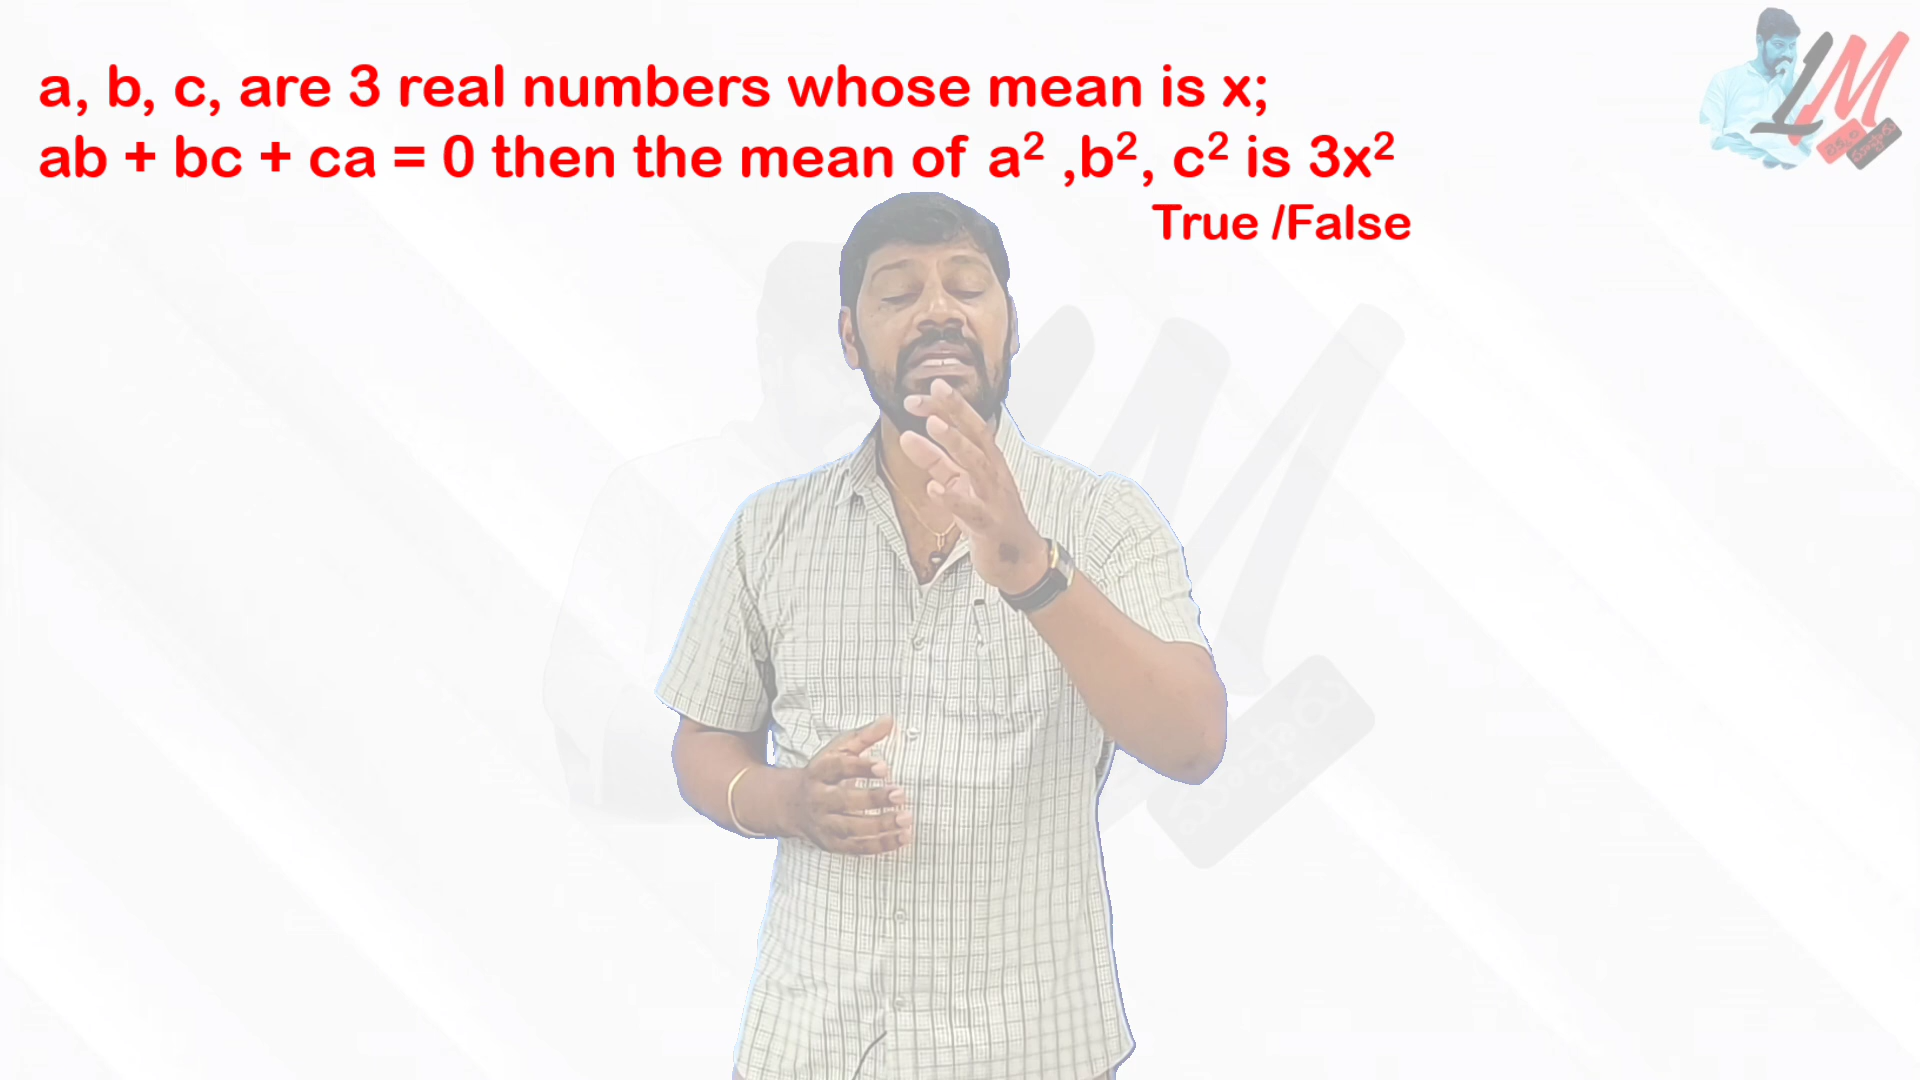 a, b, c, are 3 real numbers whose mean is x;
ab + bc + ca = 0 then the mean of a² ,b², c² is 3x²
True /False
LM